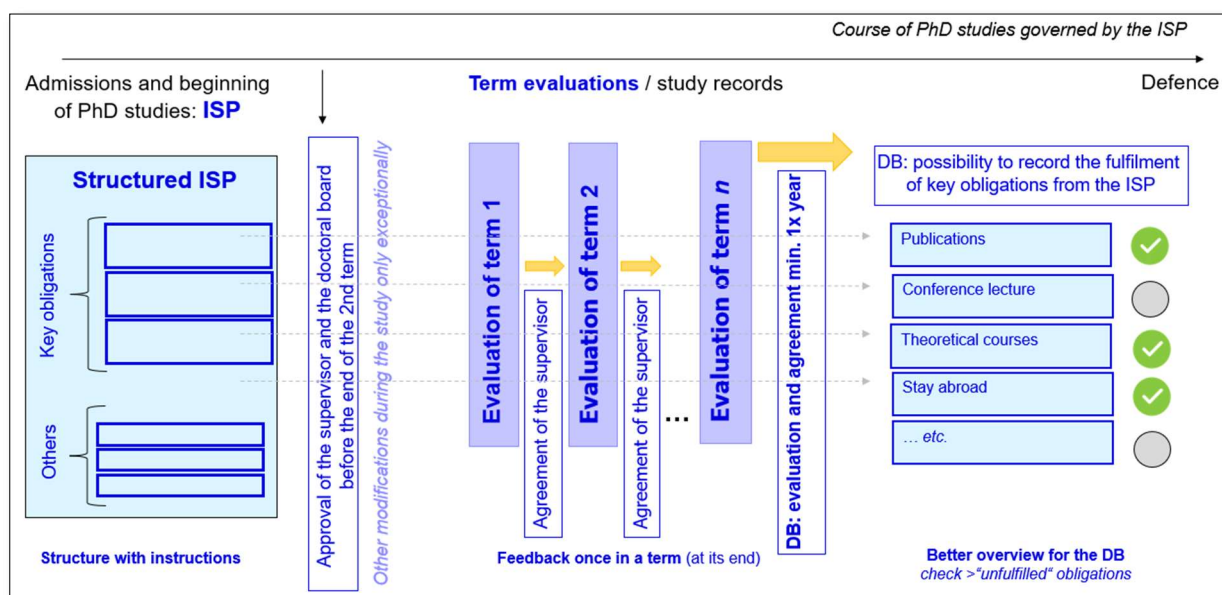 Course of PhD studies governed by the ISP
Admissions and beginning
of PhD studies: ISP
Term evaluations / study records
Defence
Structured ISP
Key obligations
Others
Structure with instructions
Approval of the supervisor and the doctoral board
before the end of the 2nd term
Other modifications during the study only exceptionally
Evaluation of term 1
Agreement of the supervisor
Evaluation of term 2
Agreement of the supervisor
...
Evaluation of term n
DB: evaluation and agreement min. 1x year
Feedback once in a term (at its end)
DB: possibility to record the fulfilment
of key obligations from the ISP
Publications
Conference lecture
Theoretical courses
Stay abroad
... etc.
Better overview for the DB
check >"unfulfilled" obligations